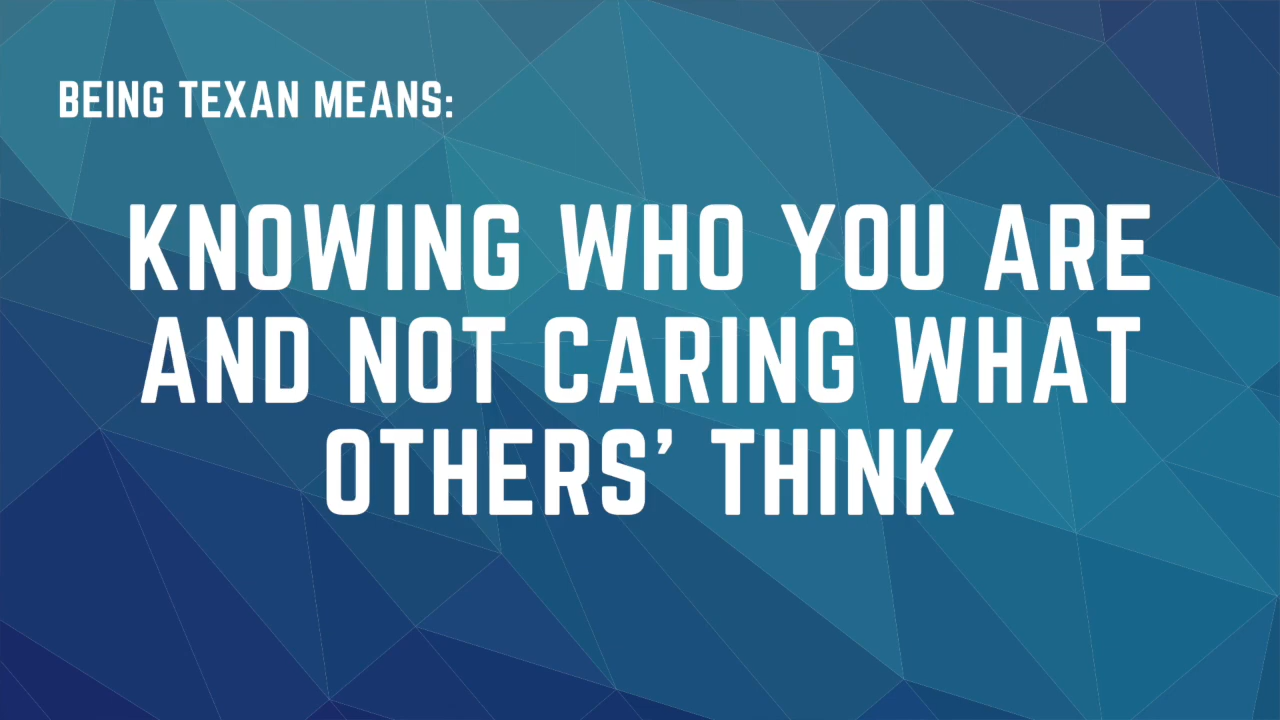 BEING TEXAN MEANS:
KNOWING WHO YOU ARE
AND NOT CARING WHAT
OTHERS’ THINK